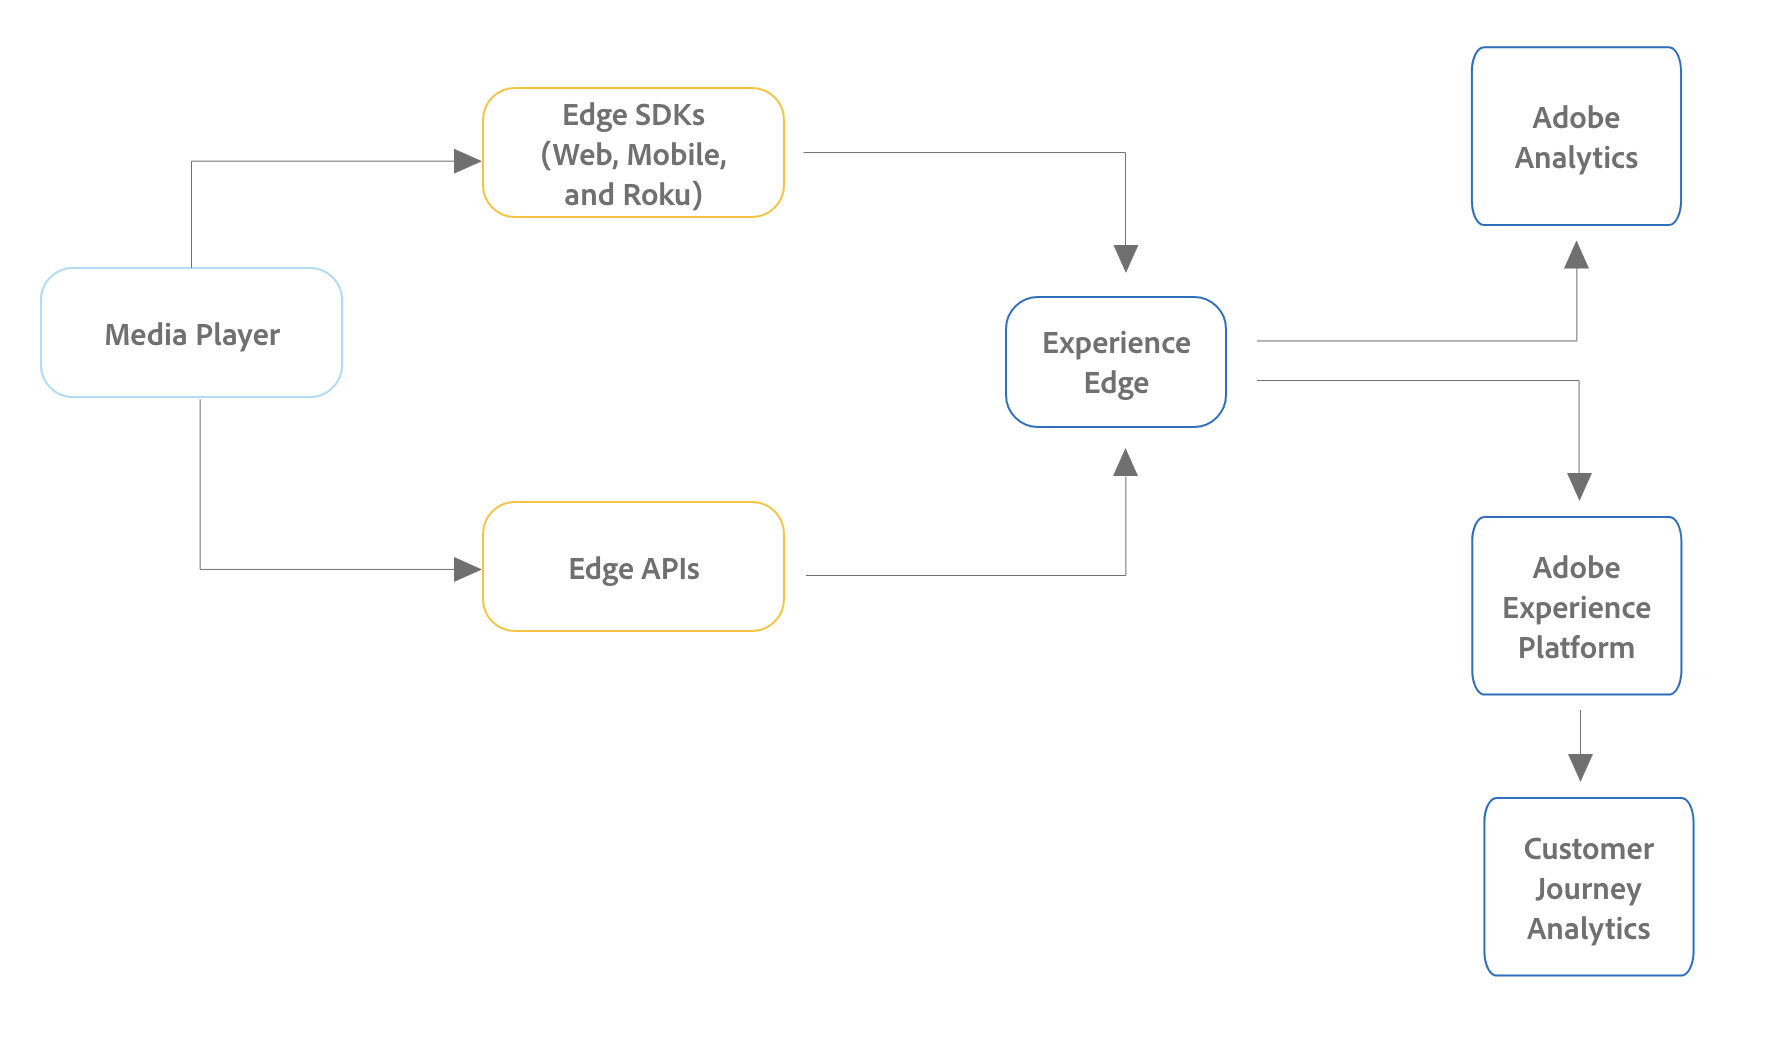 Edge SDKs
(Web, Mobile,
and Roku)
Adobe
Analytics
Media Player
Experience
Edge
Edge APIs
Adobe
Experience
Platform
Customer
Journey
Analytics